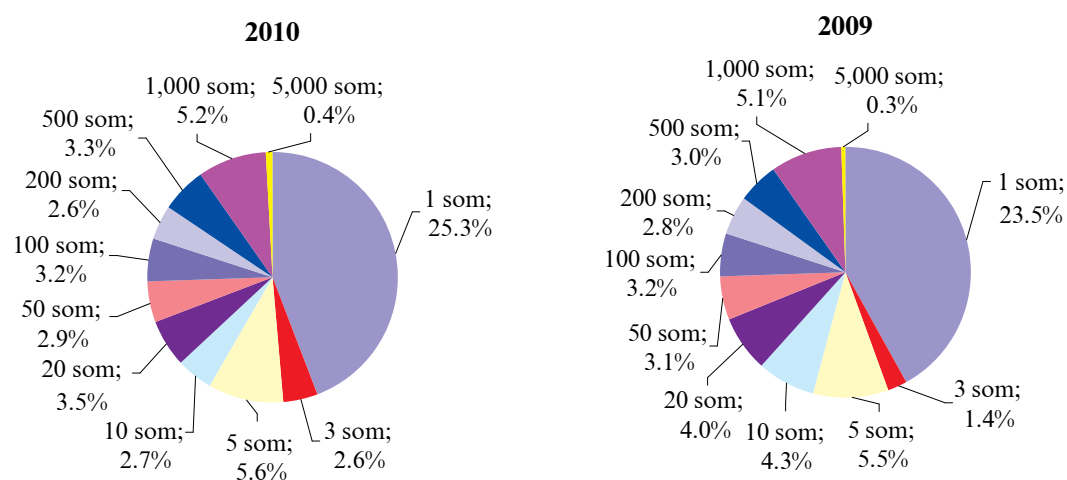 2010
1,000 som;
5.2%
5,000 som;
0.4%
500 som;
3.3%
200 som;
2.6%
100 som;
3.2%
50 som;
2.9%
20 som;
3.5%
10 som;
2.7%
5 som;
5.6%
3 som;
2.6%
1 som;
25.3%
2009
1,000 som;
5.1%
5,000 som;
0.3%
500 som;
3.0%
200 som;
2.8%
100 som;
3.2%
50 som;
3.1%
20 som;
4.0%
10 som;
4.3%
5 som;
5.5%
3 som;
1.4%
1 som;
23.5%